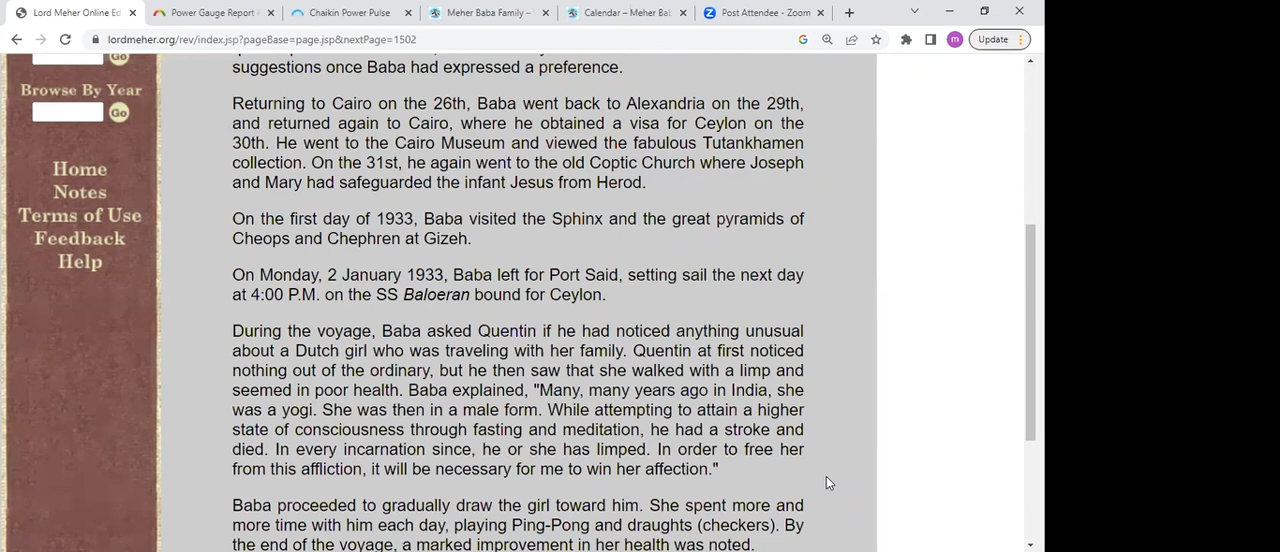 Lord Meher Online Ed
Power Gauge Report
Chaikin Power Pulse
Meher Baba Family –
Calendar – Meher Ba
Post Attendee - Zoom
lordmeher.org/rev/index.jsp?pageBase=page.jsp&nextPage=1502
m
Update
Go
Browse By Year
Go
Home
Notes
Terms of Use
Feedback
Help
suggestions once Baba had expressed a preference.
Returning to Cairo on the 26th, Baba went back to Alexandria on the 29th,
and returned again to Cairo, where he obtained a visa for Ceylon on the
30th. He went to the Cairo Museum and viewed the fabulous Tutankhamen
collection. On the 31st, he again went to the old Coptic Church where Joseph
and Mary had safeguarded the infant Jesus from Herod.
On the first day of 1933, Baba visited the Sphinx and the great pyramids of
Cheops and Chephren at Gizeh.
On Monday, 2 January 1933, Baba left for Port Said, setting sail the next day
at 4:00 P.M. on the SS Baloeran bound for Ceylon.
During the voyage, Baba asked Quentin if he had noticed anything unusual
about a Dutch girl who was traveling with her family. Quentin at first noticed
nothing out of the ordinary, but he then saw that she walked with a limp and
seemed in poor health. Baba explained, "Many, many years ago in India, she
was a yogi. She was then in a male form. While attempting to attain a higher
state of consciousness through fasting and meditation, he had a stroke and
died. In every incarnation since, he or she has limped. In order to free her
from this affliction, it will be necessary for me to win her affection."
Baba proceeded to gradually draw the girl toward him. She spent more and
more time with him each day, playing Ping-Pong and draughts (checkers). By
the end of the voyage, a marked improvement in her health was noted.